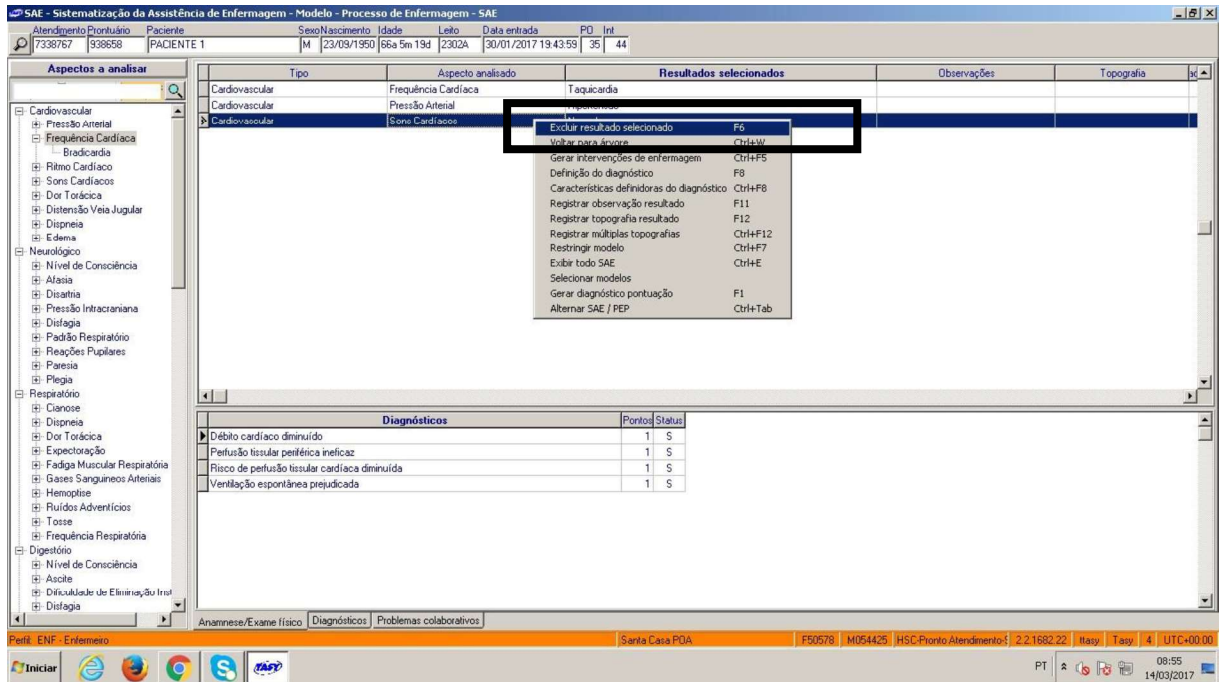 SAE - Sistematização da Assistência de Enfermagem - Modelo - Processo de Enfermagem - SAE
Atendimento Prontuário Paciente Sexo Nascimento Idade Leito Data entrada PO Int
7338767 938658 PACIENTE 1 M 23/09/1950 66a 5m 19d 2302A 30/01/2017 19:43:59 35 44
Aspectos a analisar
Cardiovascular
Pressão Arterial
Frequência Cardíaca
Bradicardia
Ritmo Cardíaco
Sons Cardíacos
Dor Torácica
Distensão Veia Jugular
Dispneia
Edema
Neurológico
Nível de Consciência
Afasia
Disartria
Pressão Intracraniana
Disfagia
Padrão Respiratório
Reações Pupilares
Paresia
Plegia
Respiratório
Cianose
Dispneia
Dor Torácica
Expectoração
Fadiga Muscular Respiratória
Gases Sanguineos Arteriais
Hemoptise
Ruídos Adventícios
Tosse
Frequência Respiratória
Digestório
Nível de Consciência
Ascite
Dificuldade de Eliminação
Disfagia
Tipo Aspecto analisado Resultados selecionados Observações Topografia
Cardiovascular Frequência Cardíaca Taquicardia
Cardiovascular Pressão Arterial
Cardiovascular Sons Cardíacos
Excluir resultado selecionado F6
Voltar para árvore Ctrl+W
Gerar intervenções de enfermagem Ctrl+F5
Definição do diagnóstico F8
Características definidoras do diagnóstico Ctrl+F8
Registrar observação resultado F11
Registrar topografia resultado F12
Registrar múltiplas topografias Ctrl+F12
Restringir modelo Ctrl+F7
Exibir todo SAE Ctrl+E
Selecionar modelos
Gerar diagnóstico pontuação F1
Alternar SAE / PEP Ctrl+Tab
Diagnósticos Pontos Status
Débito cardíaco diminuído 1 S
Perfusão tissular periférica ineficaz 1 S
Risco de perfusão tissular cardíaca diminuída 1 S
Ventilação espontânea prejudicada 1 S
Anamnese/Exame físico Diagnósticos Problemas colaborativos
Perfil: ENF - Enfermeiro Santa Casa POA F50578 M054425 HSC-Pronto Atendimento-S 2.2.1682.22 ttasy Tasy 4 UTC+00:00
Iniciar TASY PT 08:55
14/03/2017